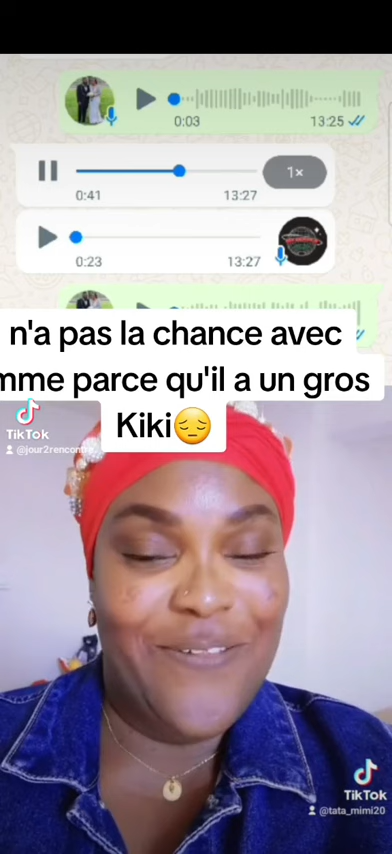 0:03
13:25
1×
0:41
13:27
0:23
13:27
n'a pas la chance avec
mme parce qu'il a un gros
Kiki😔
TikTok
@jour2rencont
TikTok
@tata_mimi20